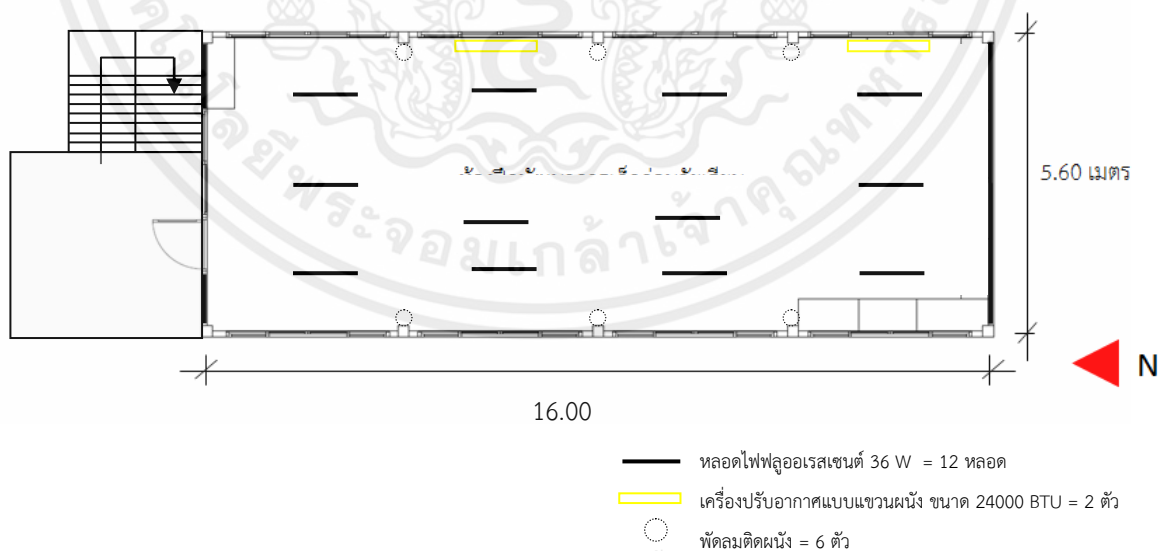 5.60 เมตร
N
16.00
หลอดไฟฟลูออเรสเซนต์ 36 W = 12 หลอด
เครื่องปรับอากาศแบบแขวนผนัง ขนาด 24000 BTU = 2 ตัว
พัดลมติดผนัง = 6 ตัว